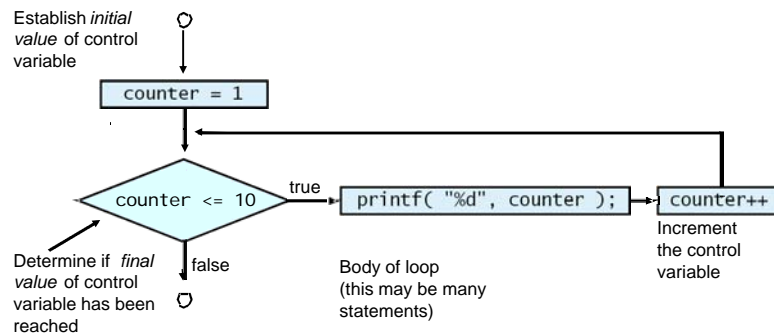 Establish initial
value of control
variable
counter = 1
counter <= 10
true
printf( "%d", counter );
counter++
Increment
the control
variable
false
Determine if final
value of control
variable has been
reached
Body of loop
(this may be many
statements)